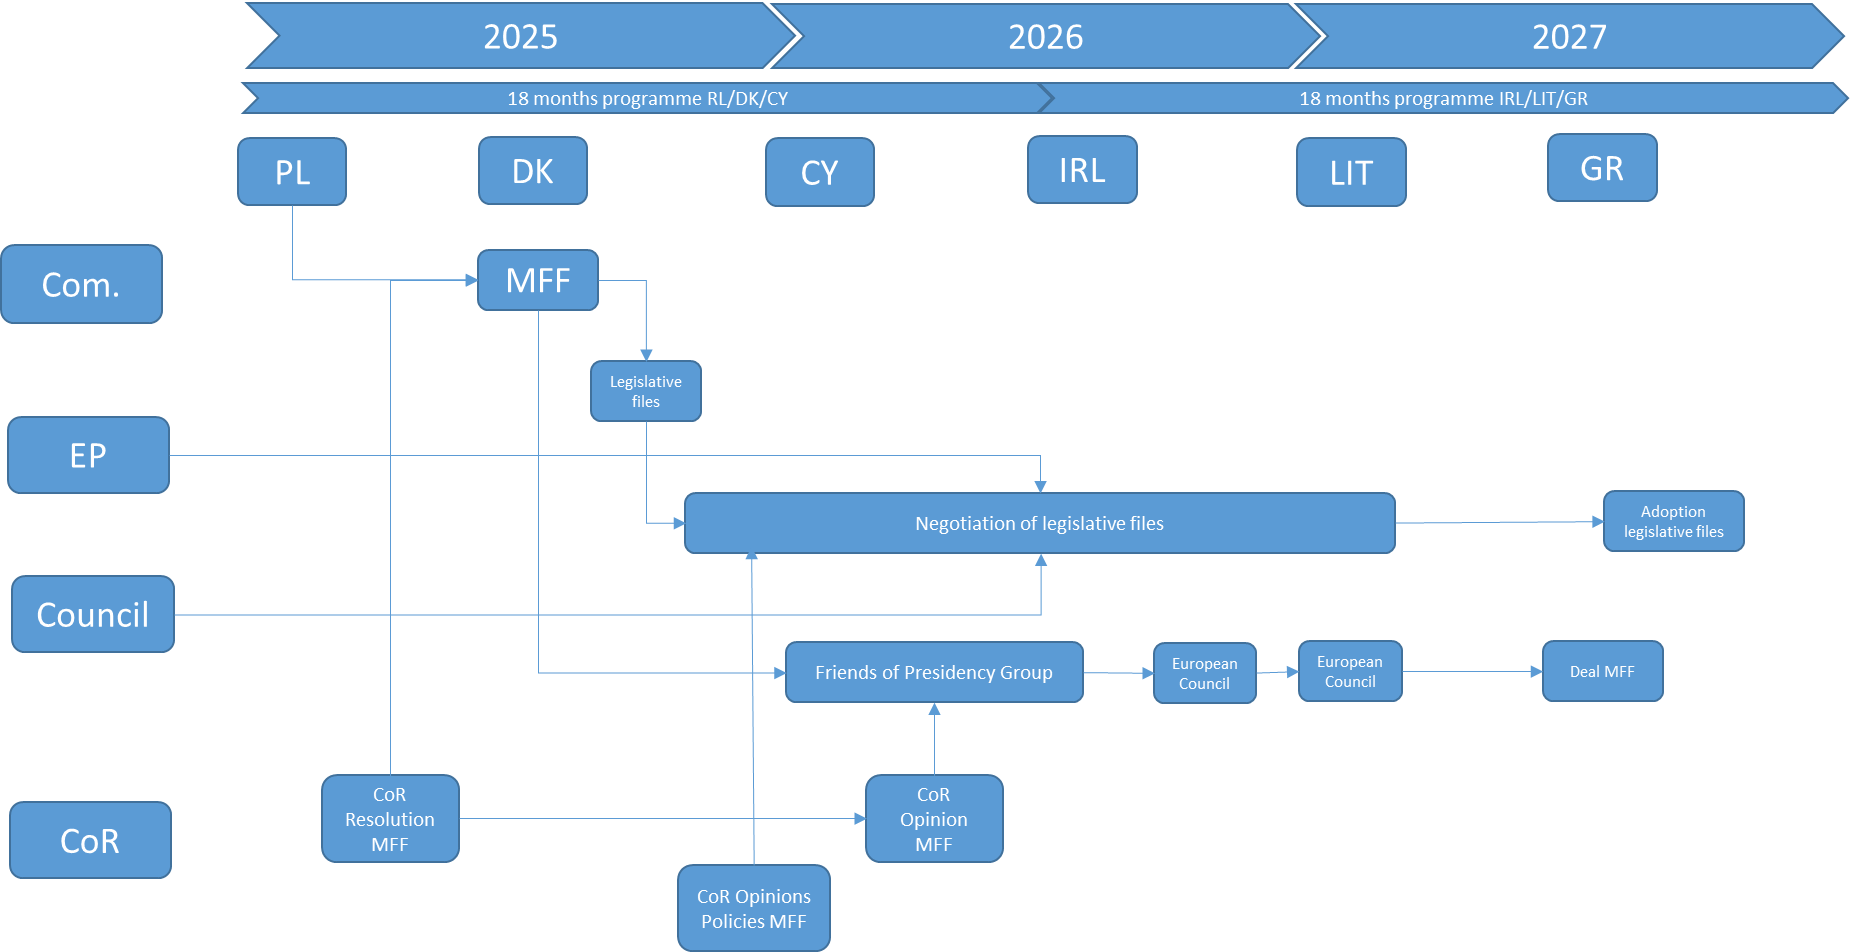 2025
2026
2027
18 months programme RL/DK/CY
18 months programme IRL/LIT/GR
PL
DK
CY
IRL
LIT
GR
Com.
MFF
Legislative
files
EP
Negotiation of legislative files
Adoption
legislative files
Council
Friends of Presidency Group
European
Council
European
Council
Deal MFF
CoR
CoR
Resolution
MFF
CoR
Opinion
MFF
CoR Opinions
Policies MFF